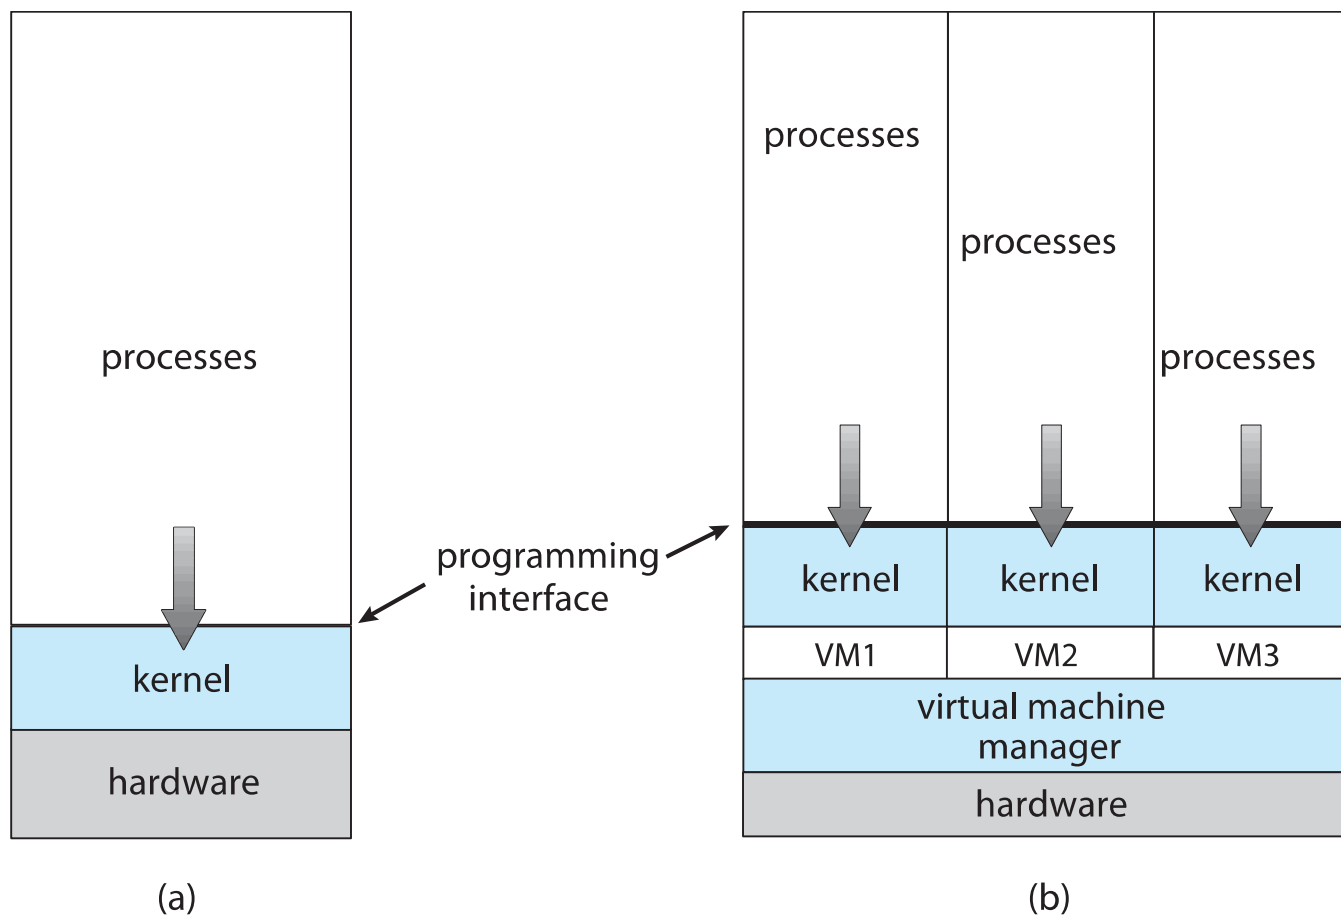 processes
kernel
hardware
(a)
programming
interface
processes
processes
processes
kernel
kernel
kernel
VM1
VM2
VM3
virtual machine
manager
hardware
(b)